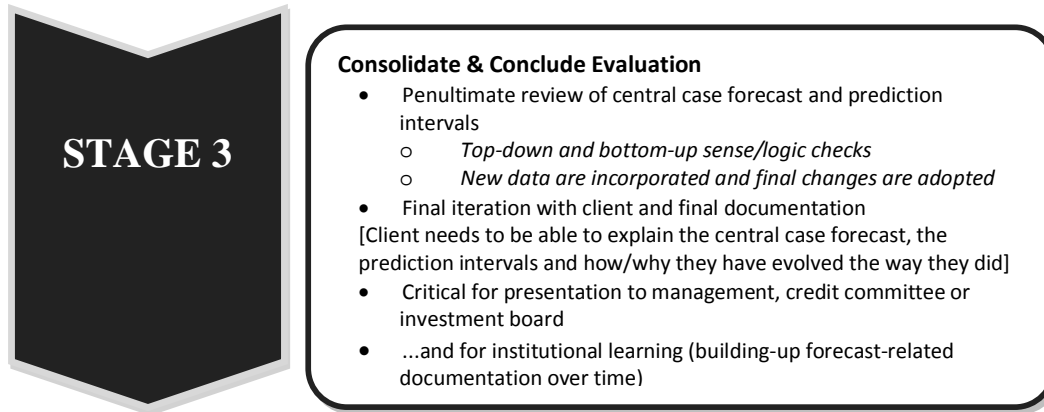 STAGE 3
Consolidate & Conclude Evaluation
• Penultimate review of central case forecast and prediction
intervals
o Top-down and bottom-up sense/logic checks
o New data are incorporated and final changes are adopted
• Final iteration with client and final documentation
[Client needs to be able to explain the central case forecast, the
prediction intervals and how/why they have evolved the way they did]
• Critical for presentation to management, credit committee or
investment board
• ...and for institutional learning (building-up forecast-related
documentation over time)